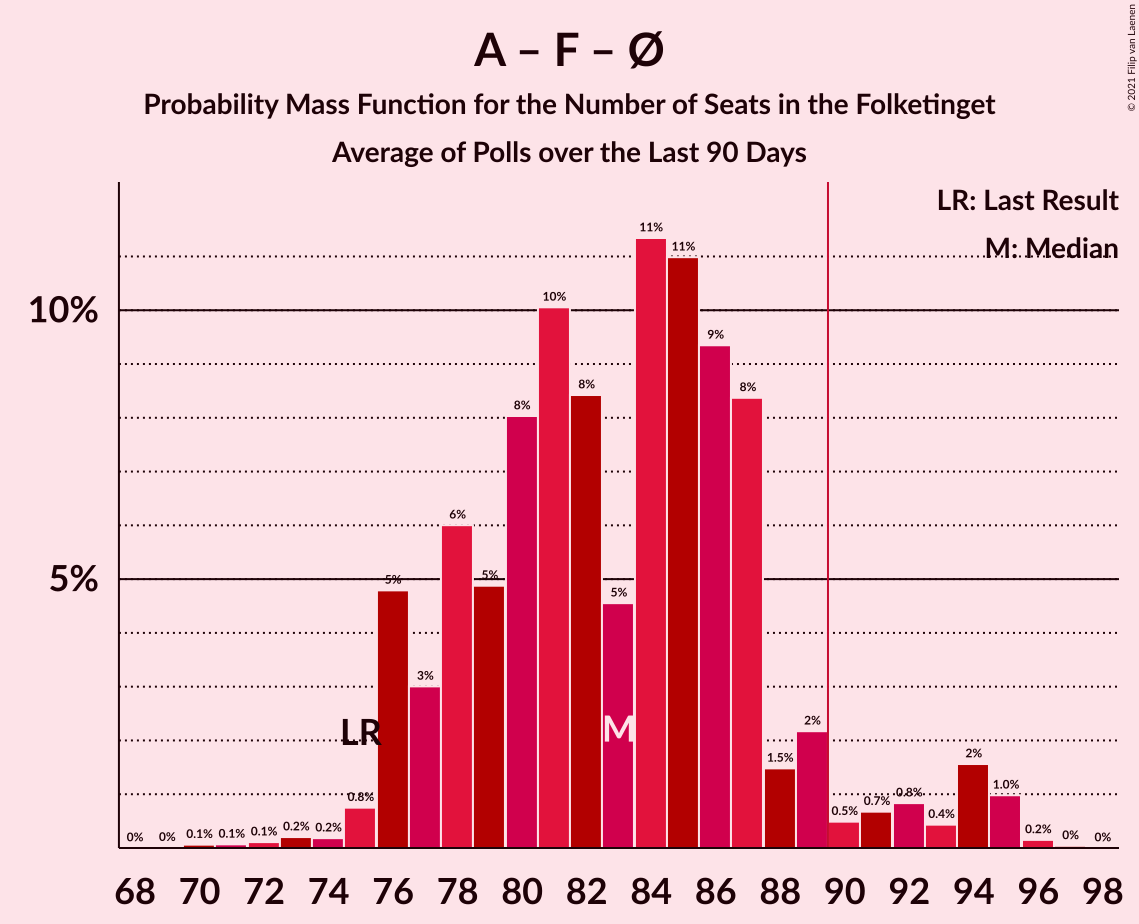 A – F – Ø
Probability Mass Function for the Number of Seats in the Folketinget
Average of Polls over the Last 90 Days
© 2021 Filip van Laenen
LR: Last Result
M: Median
10%
5%
0% 0% 0.1% 0.1% 0.1% 0.2% 0.2% 0.8% 5% 3% 6% 5% 8% 10% 8% 5% 11% 11% 9% 8% 1.5% 2% 0.5% 0.7% 0.8% 0.4% 2% 1.0% 0.2% 0% 0%
LR
M
68 70 72 74 76 78 80 82 84 86 88 90 92 94 96 98